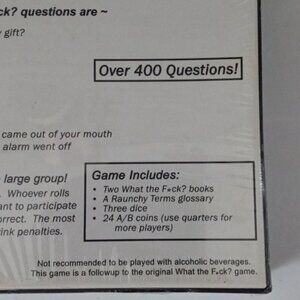 ck? questions are ~
gift?
Over 400 Questions!
came out of your mouth
alarm went off
large group!
Whoever rolls
ant to participate
orrect. The most
ink penalties.
Game Includes:
• Two What the F*ck? books
• A Raunchy Terms glossary
• Three dice
• 24 A/B coins (use quarters for
more players)
Not recommended to be played with alcoholic beverages.
This game is a followup to the original What the F*ck? game.